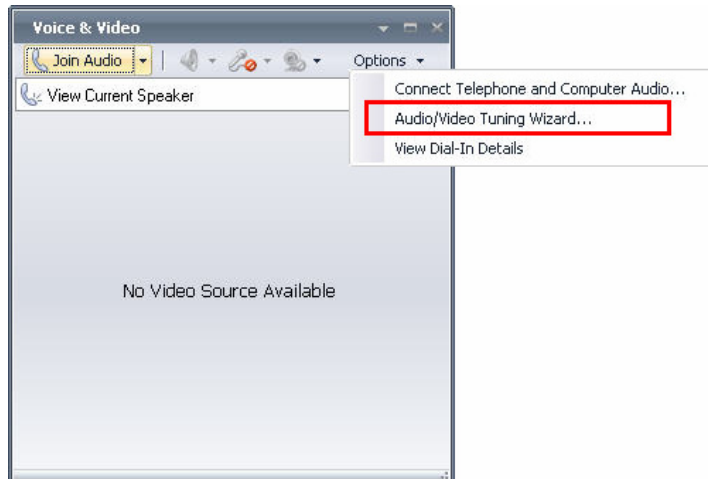 Voice & Video
Join Audio
Options
View Current Speaker
Connect Telephone and Computer Audio...
Audio/Video Tuning Wizard...
View Dial-In Details
No Video Source Available